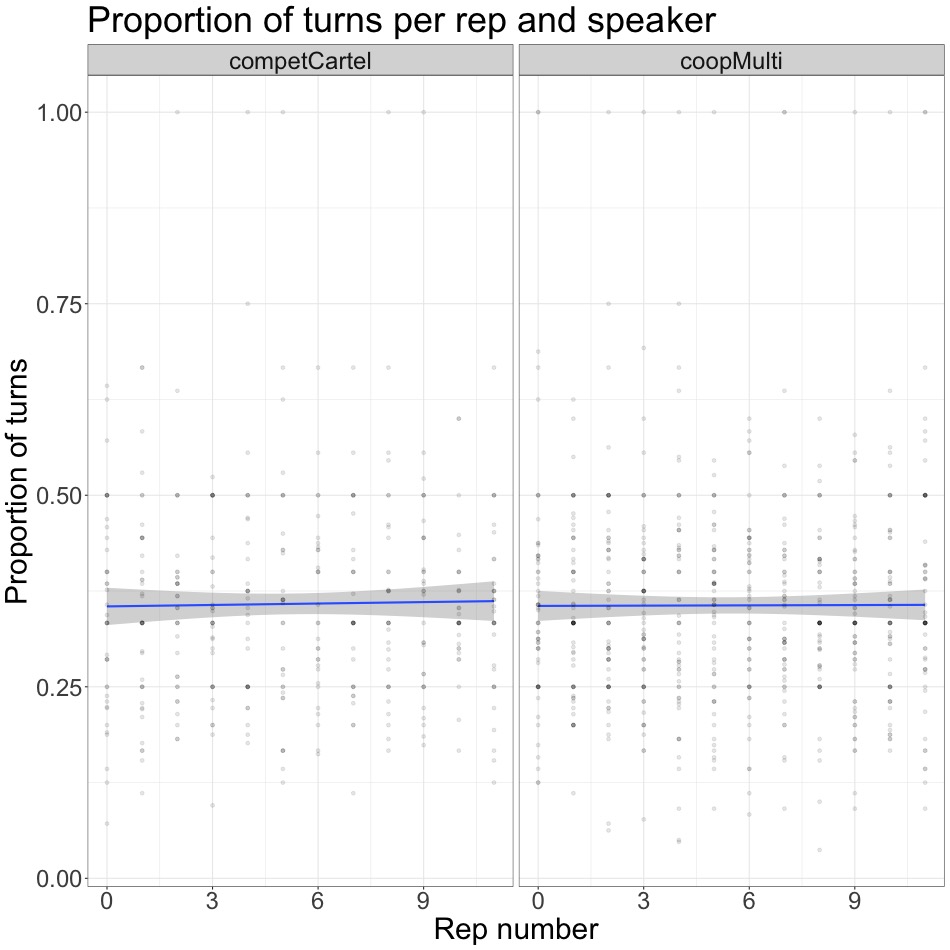 Proportion of turns per rep and speaker
competCartel
coopMulti
Proportion of turns
1.00
0.75
0.50
0.25
0.00
0 3 6 9
0 3 6 9
Rep number